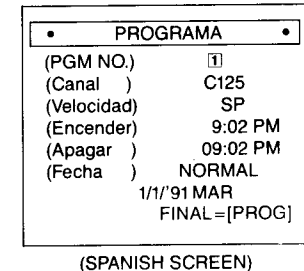 • PROGRAMA •
(PGM NO.) 1
(Canal ) C125
(Velocidad) SP
(Encender) 9:02 PM
(Apagar ) 09:02 PM
(Fecha ) NORMAL
1/1/'91 MAR
FINAL=[PROG]
(SPANISH SCREEN)